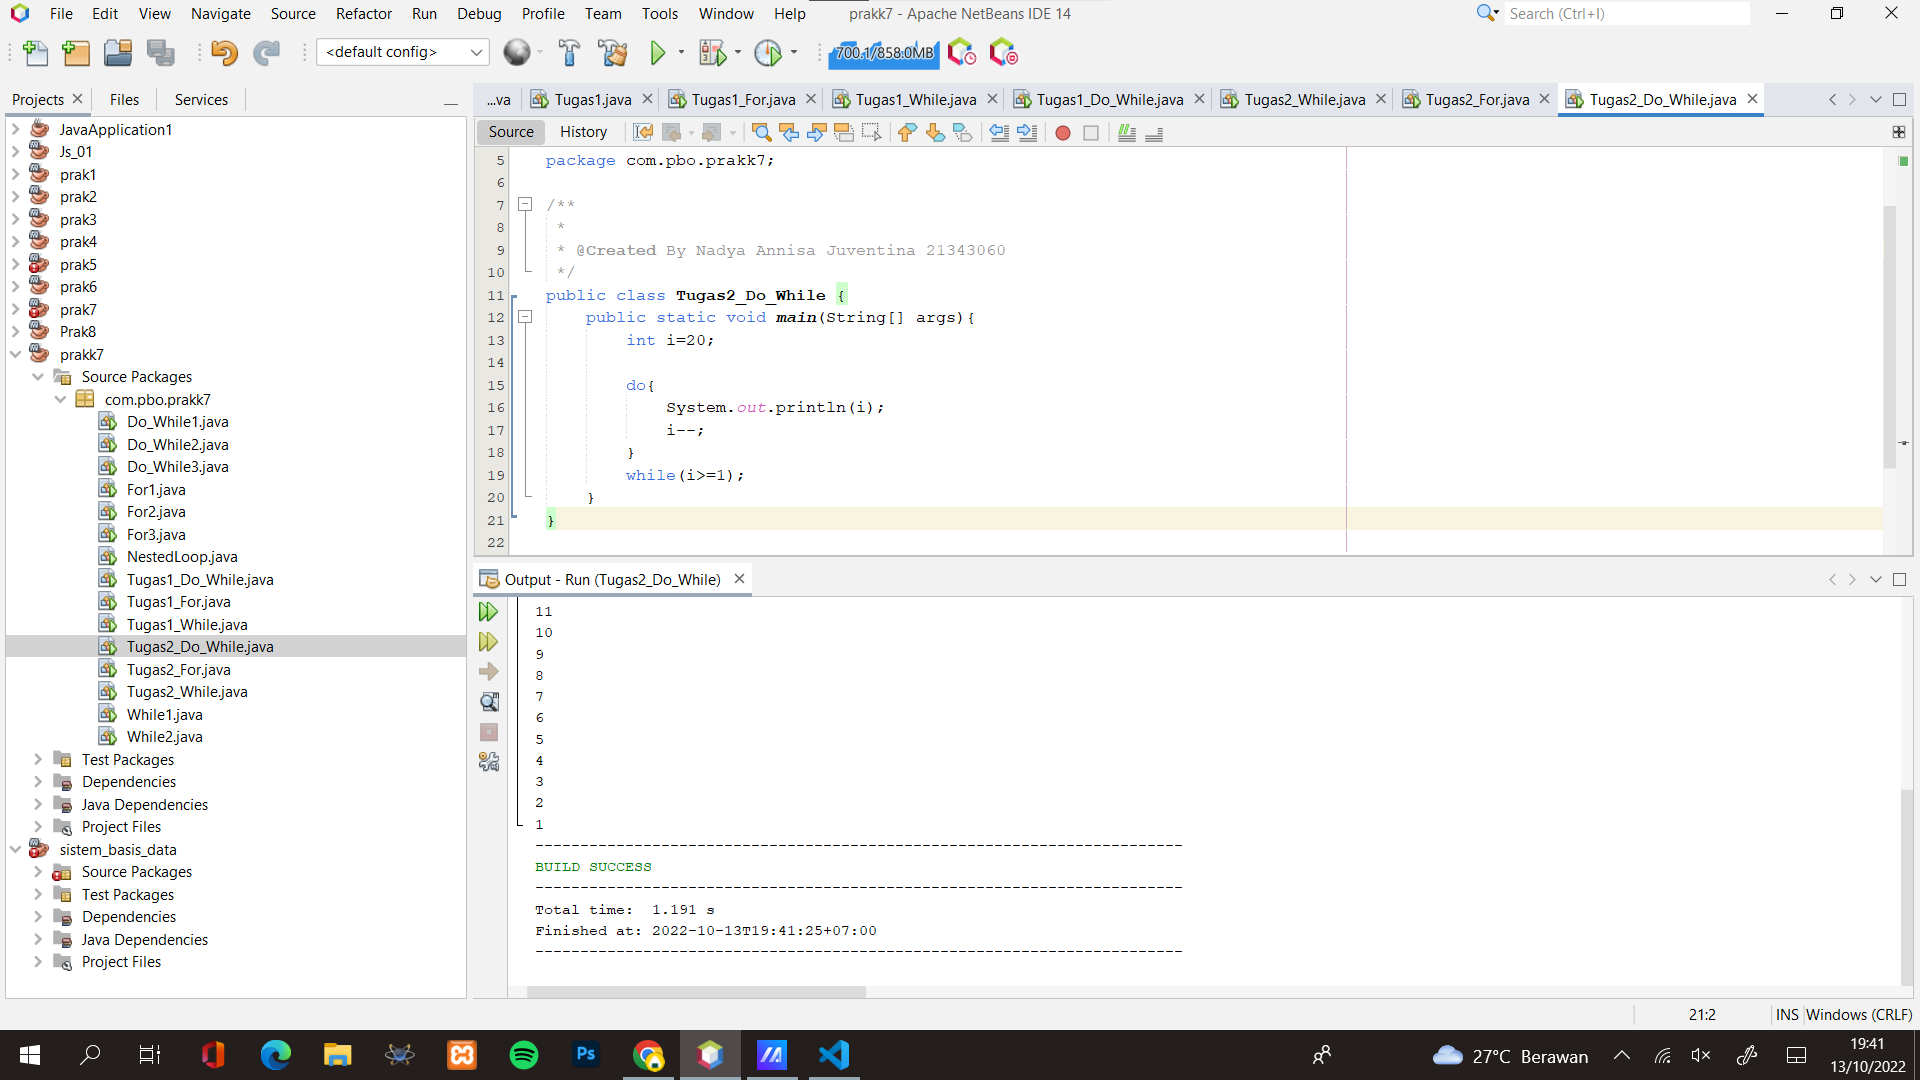 File Edit View Navigate Source Refactor Run Debug Profile Team Tools Window Help prakk7 - Apache NetBeans IDE 14 Search (Ctrl+I)
<default config> 700.1/858.0MB
Projects Files Services
...va Tugas1.java Tugas1_For.java Tugas1_While.java Tugas1_Do_While.java Tugas2_While.java Tugas2_For.java Tugas2_Do_While.java
Source History
JavaApplication1
Js_01
prak1
prak2
prak3
prak4
prak5
prak6
prak7
Prak8
prakk7
Source Packages
com.pbo.prakk7
Do_While1.java
Do_While2.java
Do_While3.java
For1.java
For2.java
For3.java
NestedLoop.java
Tugas1_Do_While.java
Tugas1_For.java
Tugas1_While.java
Tugas2_Do_While.java
Tugas2_For.java
Tugas2_While.java
While1.java
While2.java
Test Packages
Dependencies
Java Dependencies
Project Files
sistem_basis_data
Source Packages
Test Packages
Dependencies
Java Dependencies
Project Files
5 package com.pbo.prakk7;
6
7 /**
8 *
9 * @Created By Nadya Annisa Juventina 21343060
10 */
11 public class Tugas2_Do_While {
12 public static void main(String[] args){
13 int i=20;
14
15 do{
16 System.out.println(i);
17 i--;
18 }
19 while(i>=1);
20 }
21 }
22
Output - Run (Tugas2_Do_While)
11
10
9
8
7
6
5
4
3
2
1
------------------------------------------------------------------------
BUILD SUCCESS
------------------------------------------------------------------------
Total time:  1.191 s
Finished at: 2022-10-13T19:41:25+07:00
------------------------------------------------------------------------
21:2 INS Windows (CRLF)
27°C Berawan 19:41
13/10/2022